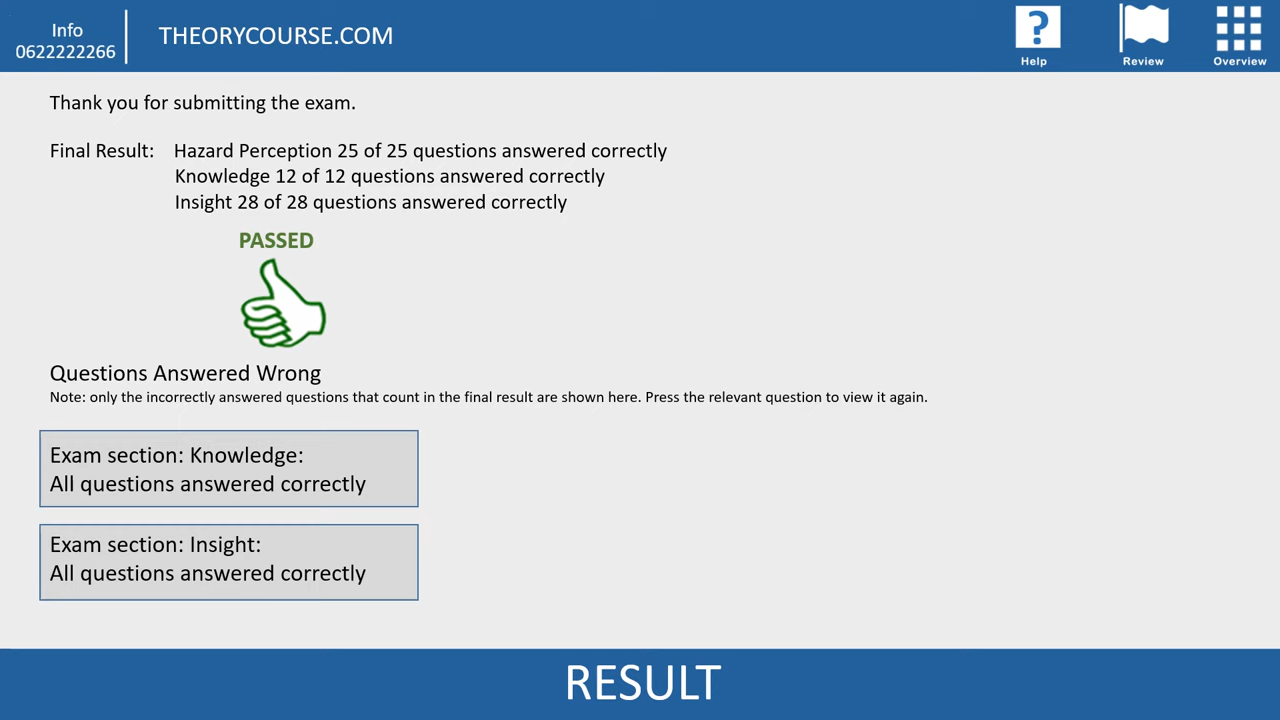 Info
0622222266
THEORYCOURSE.COM
?
Help
Review
Overview
Thank you for submitting the exam.
Final Result: Hazard Perception 25 of 25 questions answered correctly
Knowledge 12 of 12 questions answered correctly
Insight 28 of 28 questions answered correctly
PASSED
Questions Answered Wrong
Note: only the incorrectly answered questions that count in the final result are shown here. Press the relevant question to view it again.
Exam section: Knowledge:
All questions answered correctly
Exam section: Insight:
All questions answered correctly
RESULT